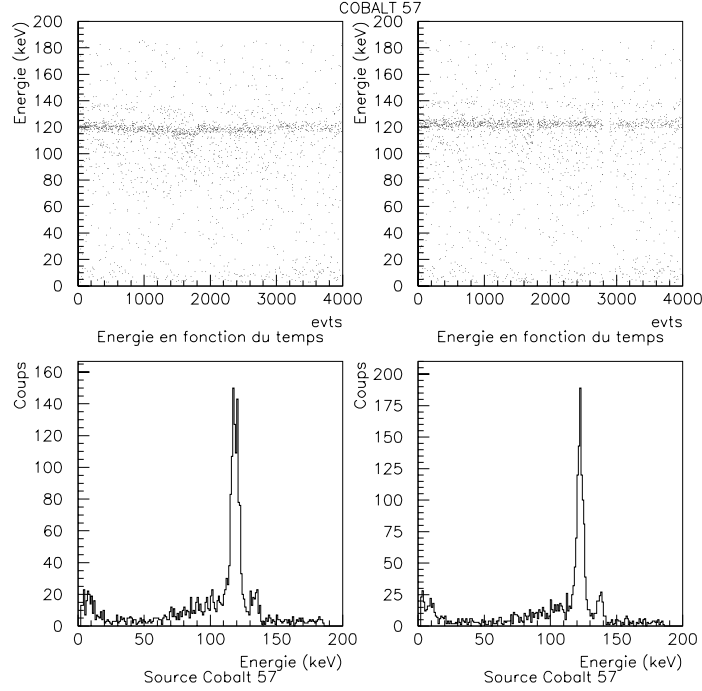 COBALT 57
Energie (keV)
200
180
160
140
120
100
80
60
40
20
0
0 1000 2000 3000 4000
evts
Energie en fonction du temps
Energie (keV)
200
180
160
140
120
100
80
60
40
20
0
0 1000 2000 3000 4000
evts
Energie en fonction du temps
Coups
160
140
120
100
80
60
40
20
0
0 50 100 150 200
Energie (keV)
Source Cobalt 57
Coups
200
175
150
125
100
75
50
25
0
0 50 100 150 200
Energie (keV)
Source Cobalt 57